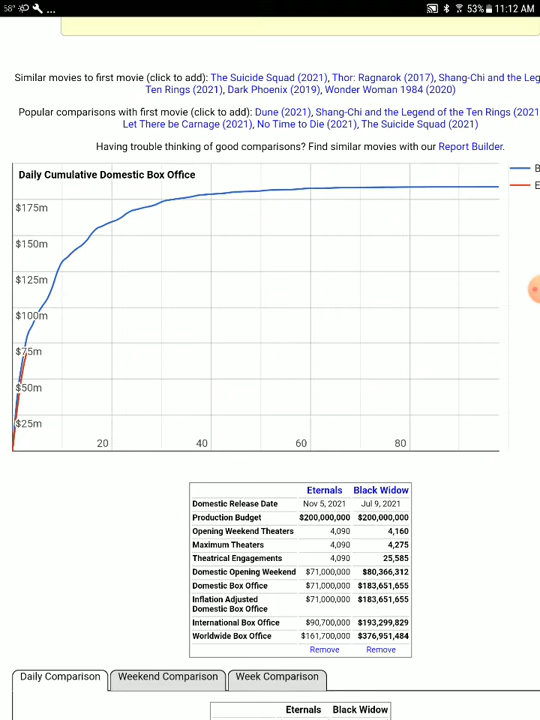 58° ... 53% 11:12 AM
Similar movies to first movie (click to add): The Suicide Squad (2021), Thor: Ragnarok (2017), Shang-Chi and the Leg
Ten Rings (2021), Dark Phoenix (2019), Wonder Woman 1984 (2020)
Popular comparisons with first movie (click to add): Dune (2021), Shang-Chi and the Legend of the Ten Rings (2021
Let There be Carnage (2021), No Time to Die (2021), The Suicide Squad (2021)
Having trouble thinking of good comparisons? Find similar movies with our Report Builder.
Daily Cumulative Domestic Box Office
B
E
$175m
$150m
$125m
$100m
$75m
$50m
$25m
20 40 60 80
Eternals Black Widow
Domestic Release Date Nov 5, 2021 Jul 9, 2021
Production Budget $200,000,000 $200,000,000
Opening Weekend Theaters 4,090 4,160
Maximum Theaters 4,090 4,275
Theatrical Engagements 4,090 25,585
Domestic Opening Weekend $71,000,000 $80,366,312
Domestic Box Office $71,000,000 $183,651,655
Inflation Adjusted $71,000,000 $183,651,655
Domestic Box Office
International Box Office $90,700,000 $193,299,829
Worldwide Box Office $161,700,000 $376,951,484
Remove Remove
Daily Comparison Weekend Comparison Week Comparison
Eternals Black Widow